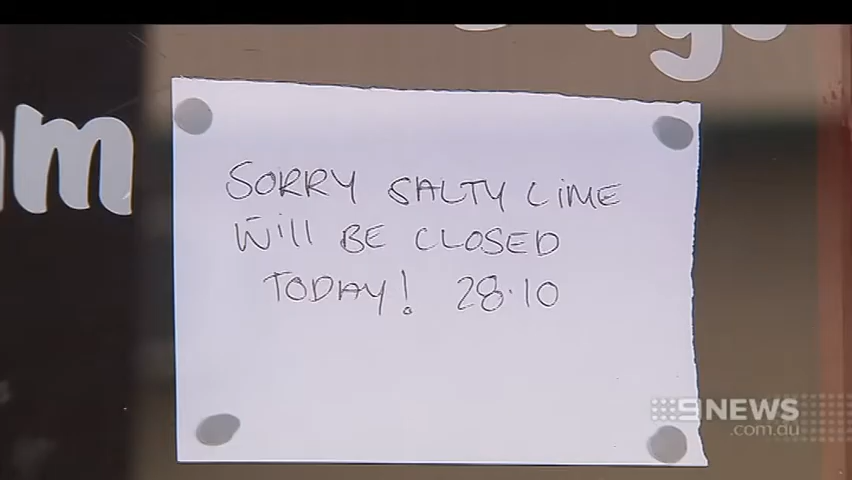 SORRY SALTY LIME
Will BE CLOSED
TODAY! 28.10
9NEWS
.com.au